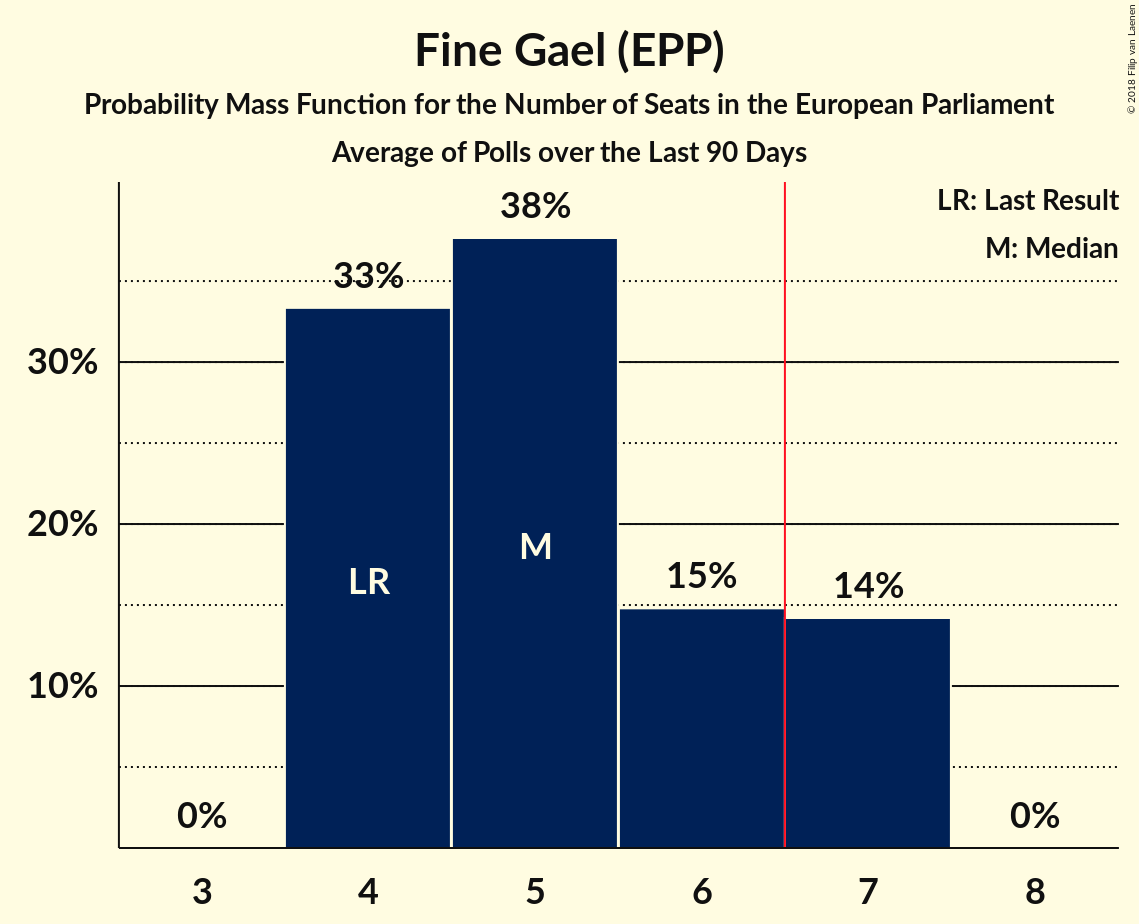 Fine Gael (EPP)
Probability Mass Function for the Number of Seats in the European Parliament
Average of Polls over the Last 90 Days
© 2018 Filip van Laenen
LR: Last Result
M: Median
38%
33%
30%
20%
10%
LR
M
15%
14%
0%
0%
3 4 5 6 7 8